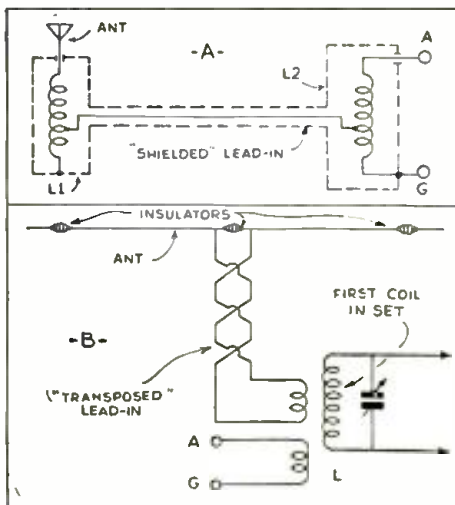 ANT
-A-
A
L2
"SHIELDED" LEAD-IN
L1
G
INSULATORS
ANT
FIRST COIL
IN SET
-B-
("TRANSPOSED"
LEAD-IN
A
G
L